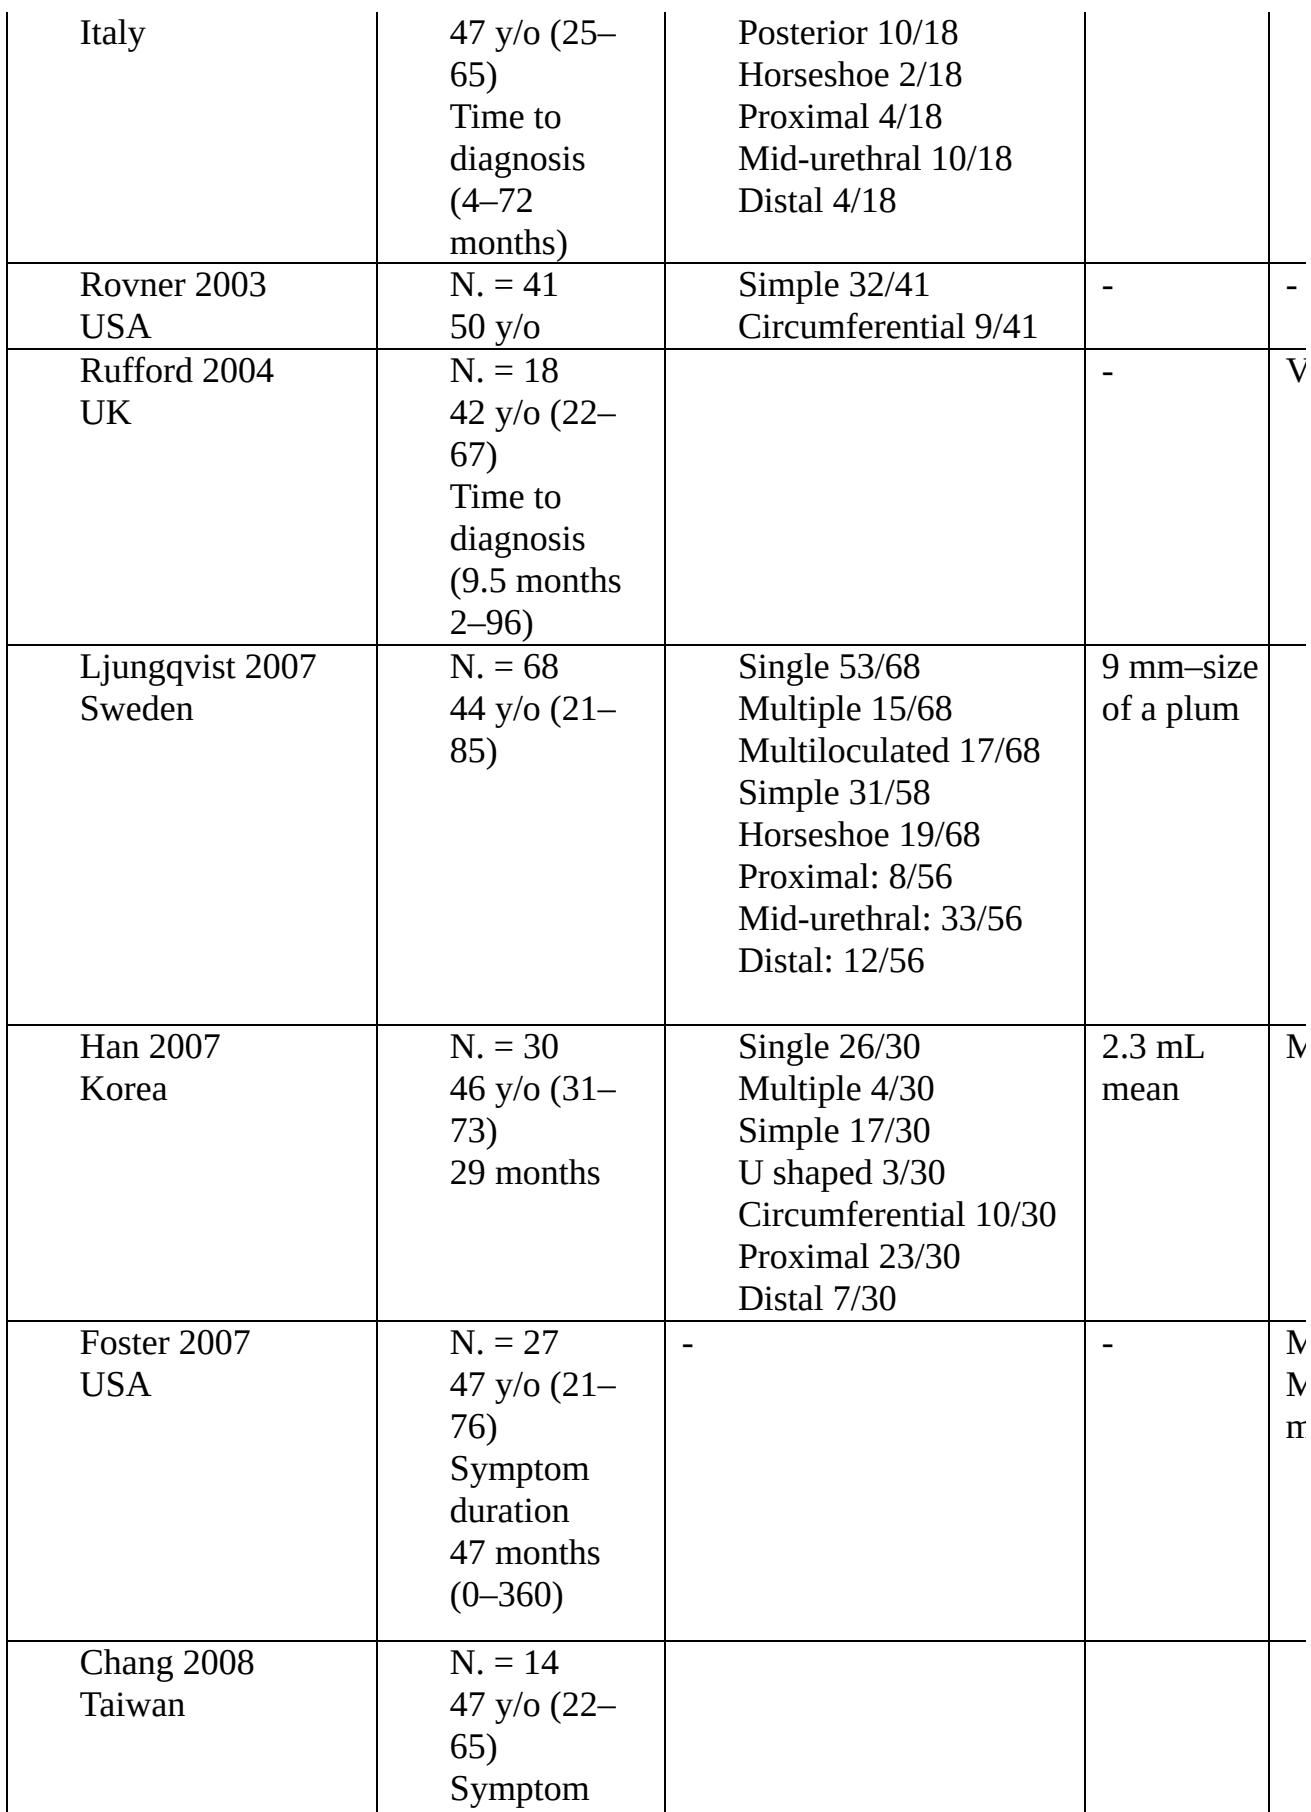 Italy
47 y/o (25–
65)
Time to
diagnosis
(4–72
months)
Posterior 10/18
Horseshoe 2/18
Proximal 4/18
Mid-urethral 10/18
Distal 4/18
Rovner 2003
USA
N. = 41
50 y/o
Simple 32/41
Circumferential 9/41
-
-
Rufford 2004
UK
N. = 18
42 y/o (22–
67)
Time to
diagnosis
(9.5 months
2–96)
-
V
Ljungqvist 2007
Sweden
N. = 68
44 y/o (21–
85)
Single 53/68
Multiple 15/68
Multiloculated 17/68
Simple 31/58
Horseshoe 19/68
Proximal: 8/56
Mid-urethral: 33/56
Distal: 12/56
9 mm–size
of a plum
Han 2007
Korea
N. = 30
46 y/o (31–
73)
29 months
Single 26/30
Multiple 4/30
Simple 17/30
U shaped 3/30
Circumferential 10/30
Proximal 23/30
Distal 7/30
2.3 mL
mean
Foster 2007
USA
N. = 27
47 y/o (21–
76)
Symptom
duration
47 months
(0–360)
-
-
Chang 2008
Taiwan
N. = 14
47 y/o (22–
65)
Symptom